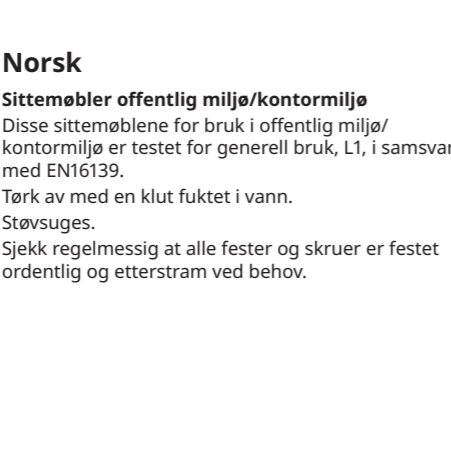 Norsk
Sittemøbler offentlig miljø/kontormiljø
Disse sittemøblene for bruk i offentlig miljø/
kontormiljø er testet for generell bruk, L1, i
med EN16139.
Tørk av med en klut fuktet i vann.
Støvsuges.
Sjekk regelmessig at alle fester og skruer er festet
ordentlig og etterstram ved behov.